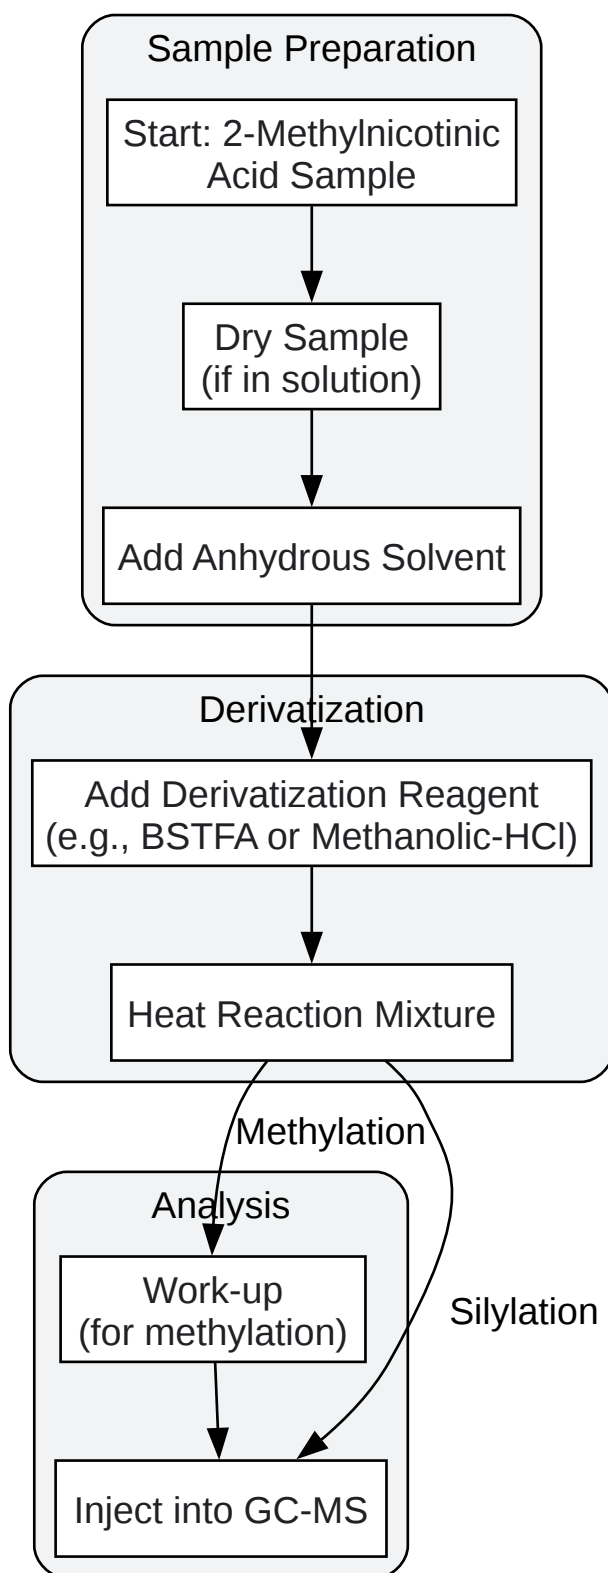 Sample Preparation
Start: 2-Methylnicotinic
Acid Sample
Dry Sample
(if in solution)
Add Anhydrous Solvent
Derivatization
Add Derivatization Reagent
(e.g., BSTFA or Methanolic-HCl)
Heat Reaction Mixture
Methylation
Analysis
Work-up
(for methylation)
Silylation
Inject into GC-MS